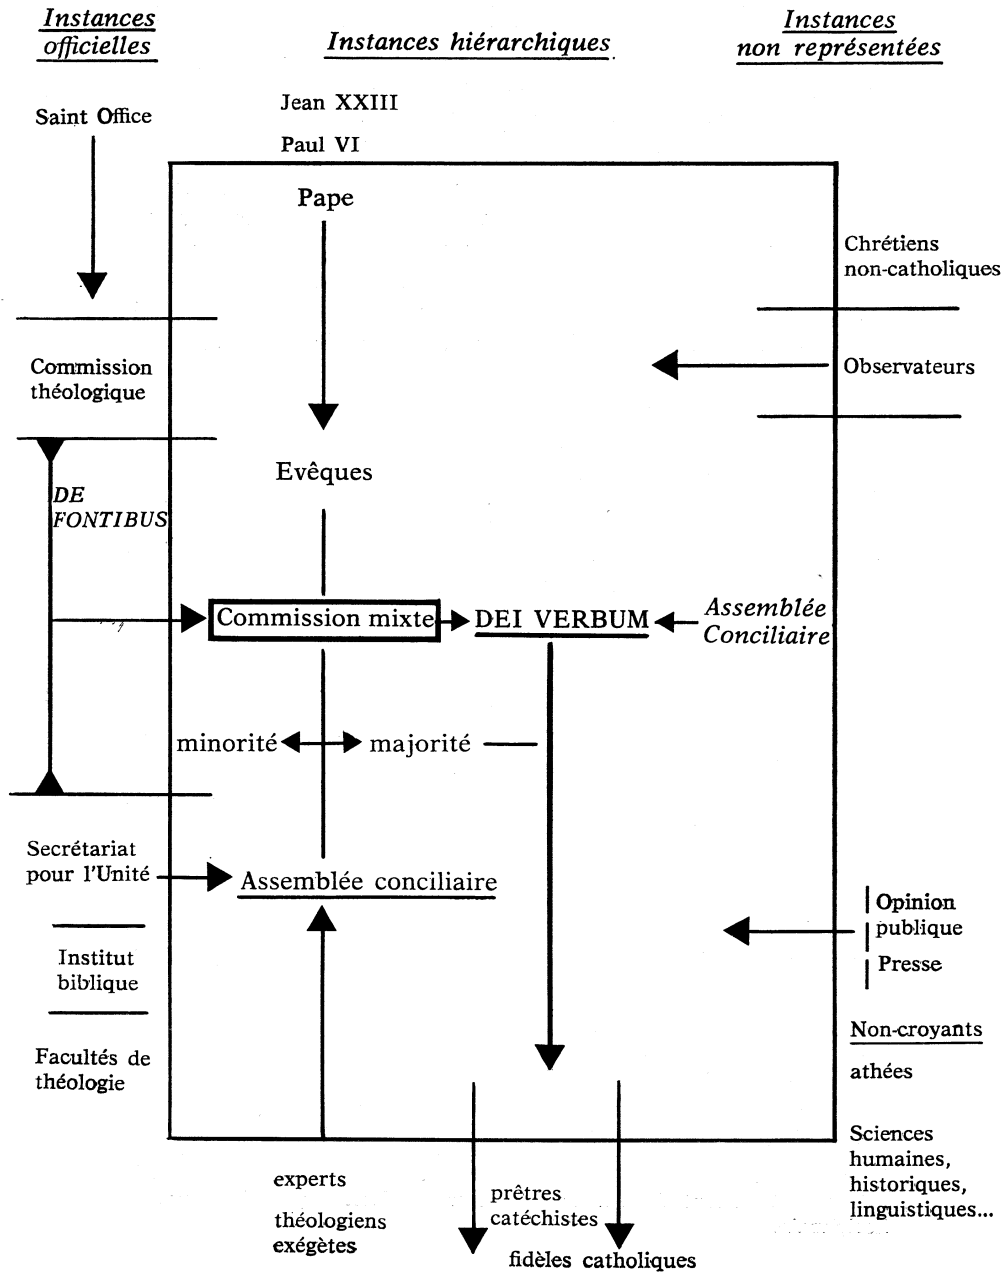 Instances
officielles
Instances hiérarchiques
Instances
non représentées
Jean XXIII
Saint Office
Paul VI
Pape
Chrétiens
non-catholiques
Commission
théologique
Observateurs
Evêques
DE
FONTIBUS
Commission mixte
DEI VERBUM
Assemblée
Conciliaire
minorité
majorité
Secrétariat
pour l'Unité
Assemblée conciliaire
Opinion
publique
Presse
Institut
biblique
Non-croyants
athées
Facultés de
théologie
Sciences
humaines,
historiques,
linguistiques...
experts
théologiens
exégètes
prêtres
catéchistes
fidèles catholiques